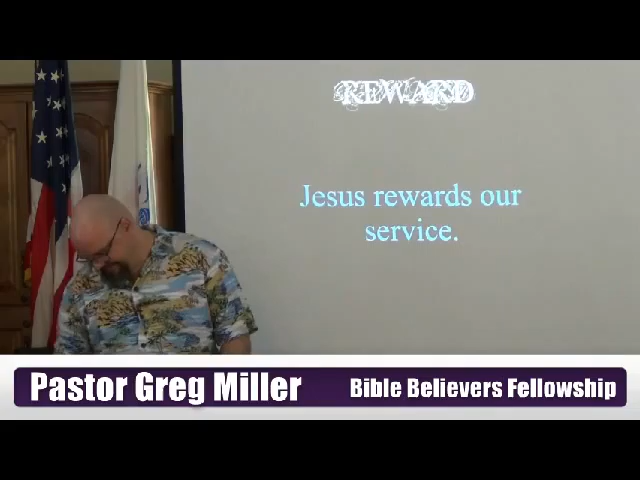 REWARD
Jesus rewards our
service.
Pastor Greg Miller
Bible Believers Fellowship